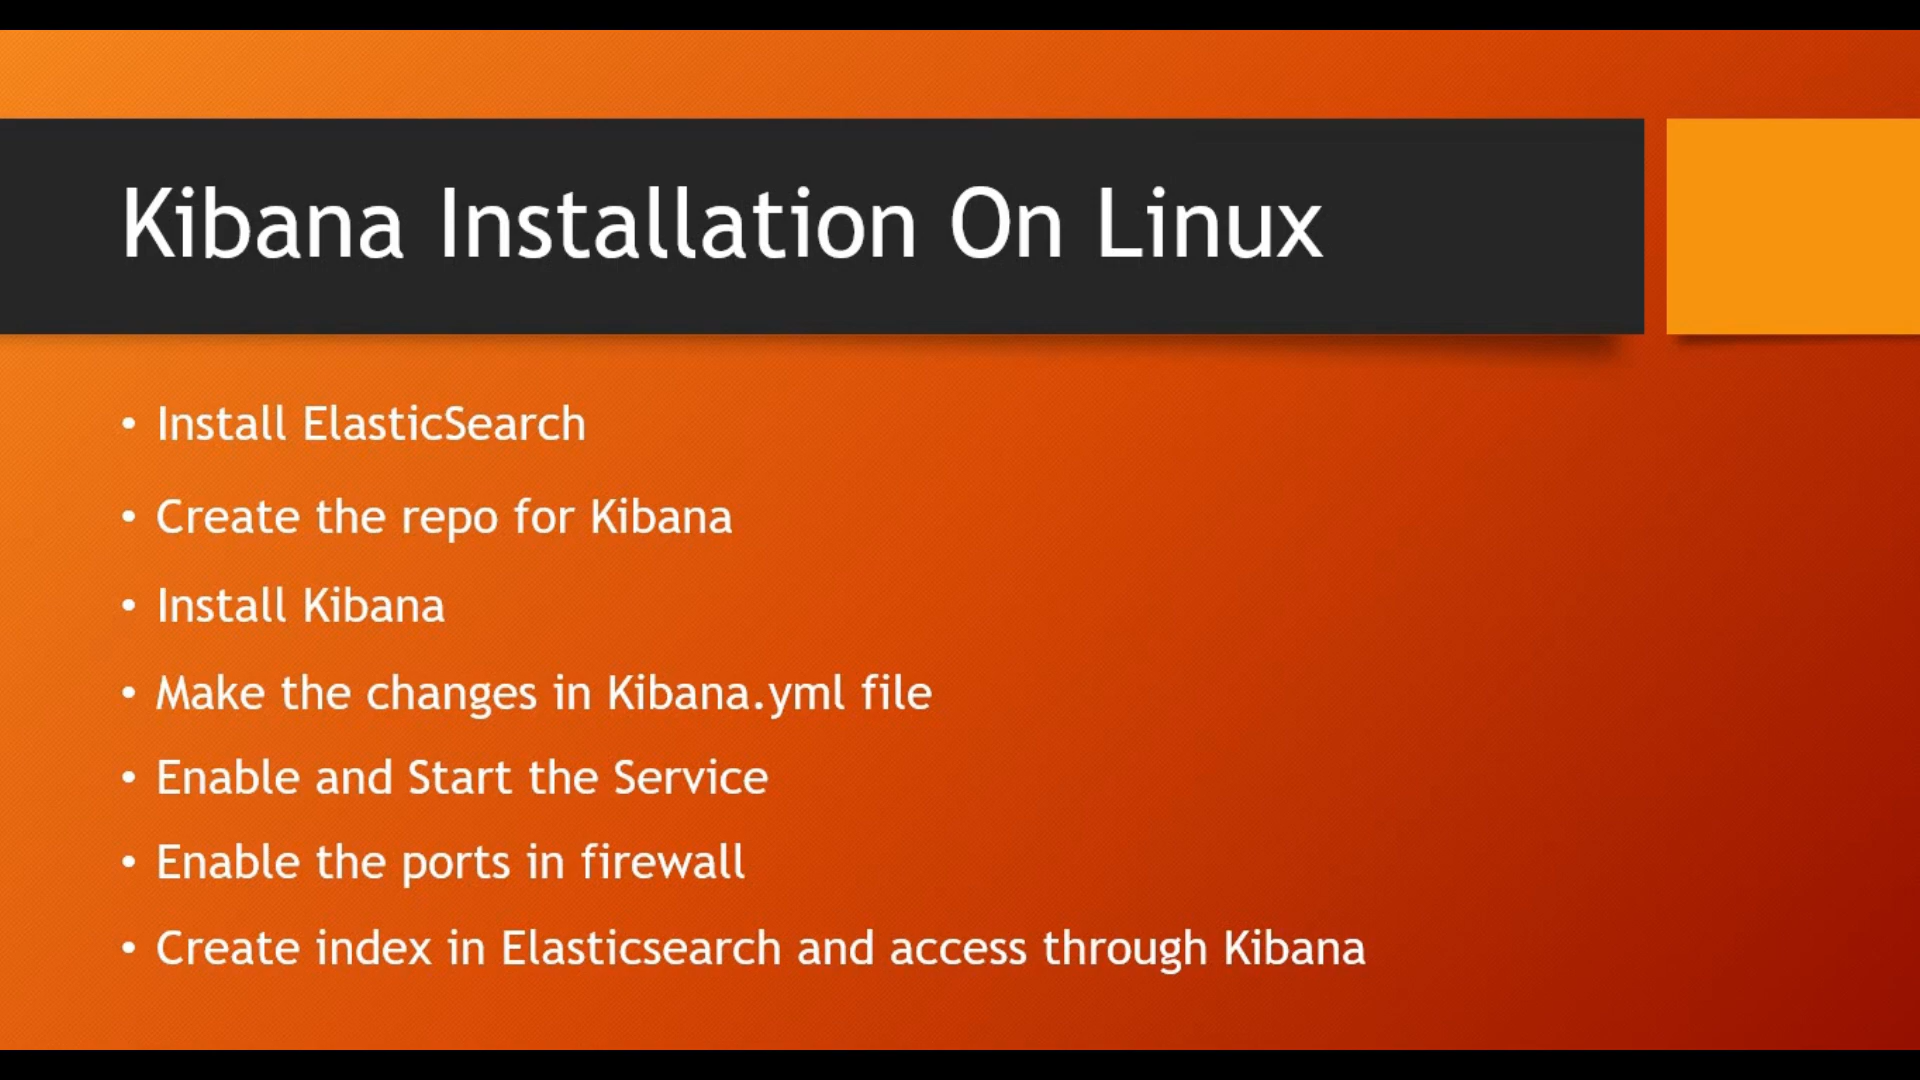 Kibana Installation On Linux
• Install ElasticSearch
• Create the repo for Kibana
• Install Kibana
• Make the changes in Kibana.yml file
• Enable and Start the Service
• Enable the ports in firewall
• Create index in Elasticsearch and access through Kibana